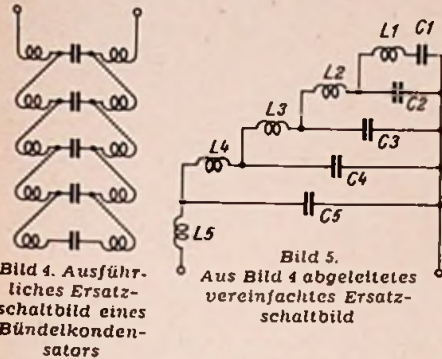 L1
C1
L2
C2
L3
C3
L4
C4
C5
L5
Bild 4. Ausführ-
liches Ersatz-
schaltbild eines
Bündelkonden-
sators
Bild 5.
Aus Bild 4 abgeleitetes
vereinfachtes Ersatz-
schaltbild